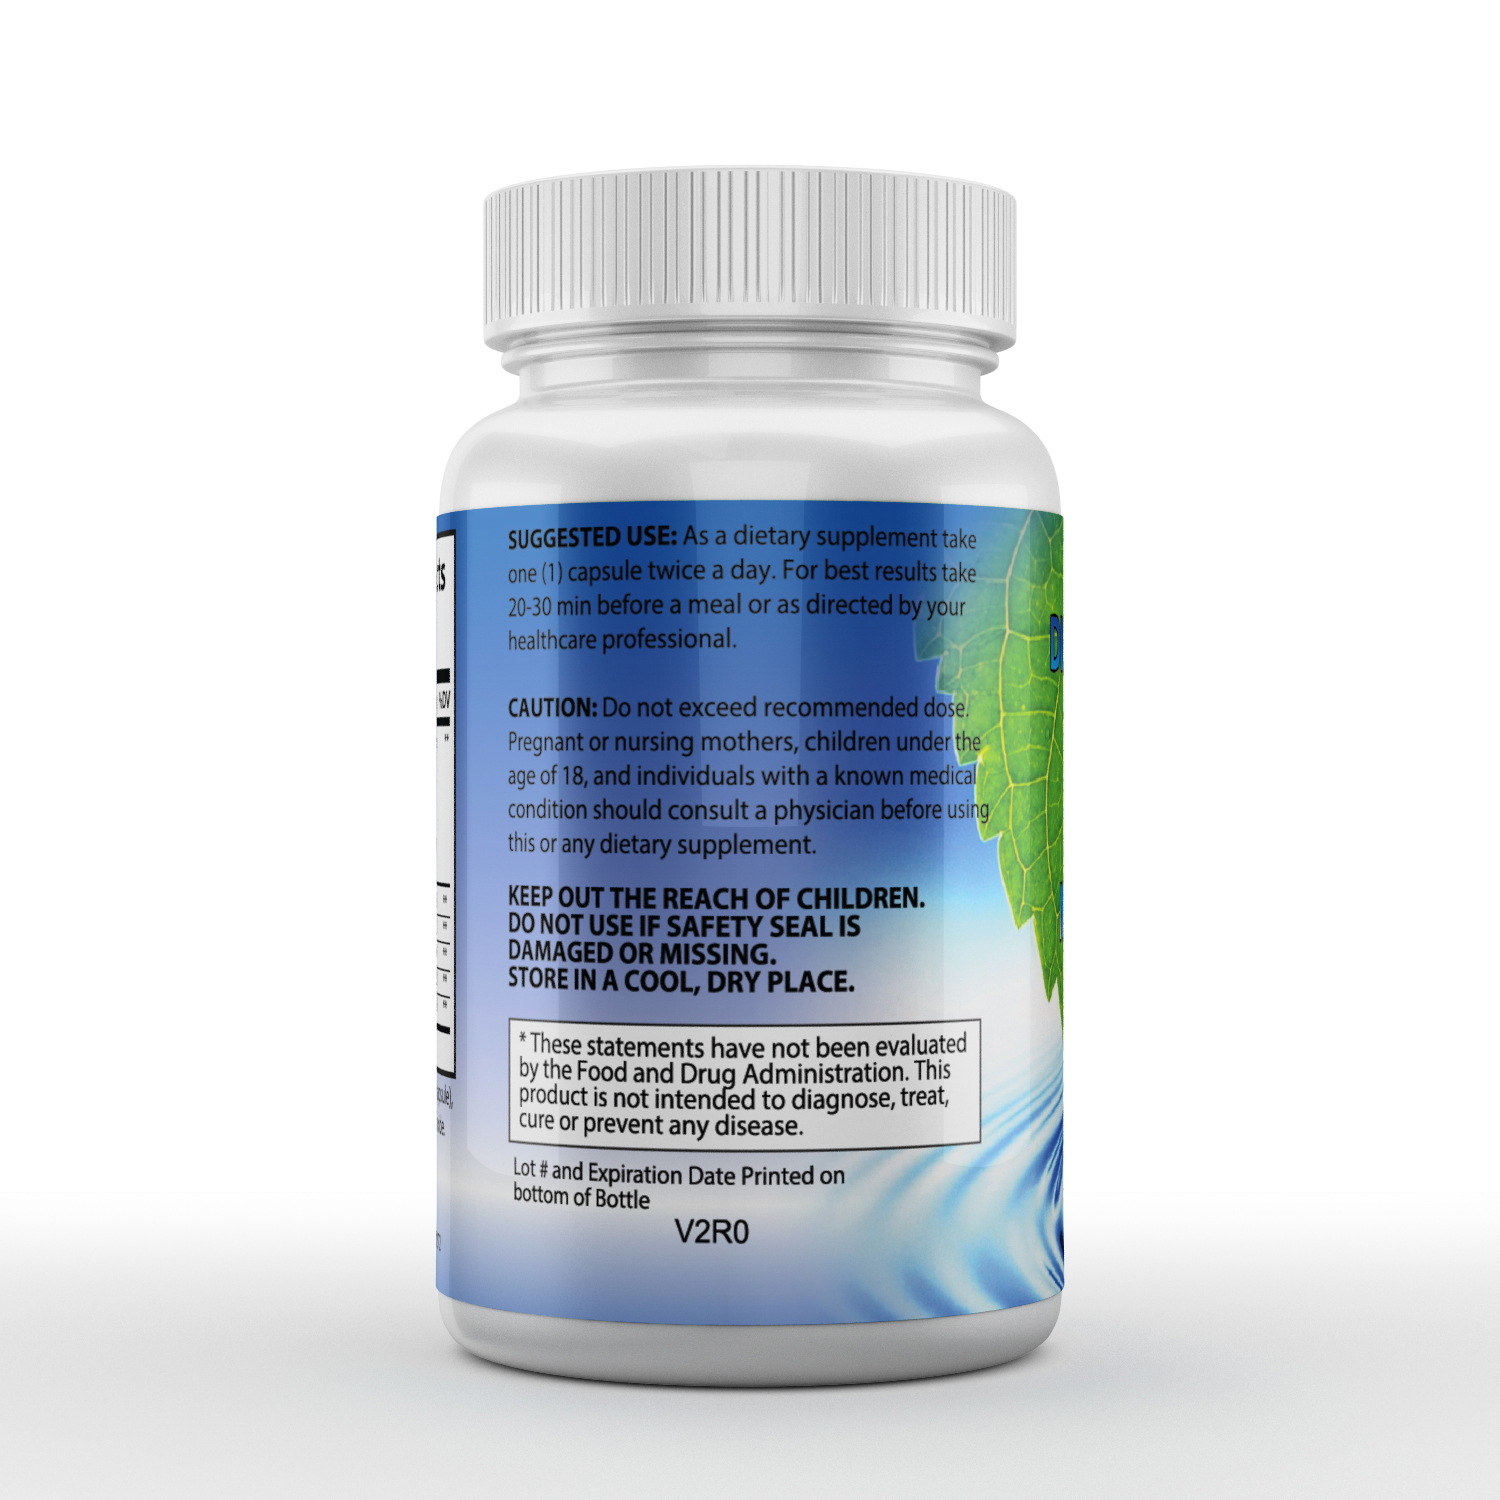 SUGGESTED USE: As a dietary supplement take
one (1) capsule twice a day. For best results take
20-30 min before a meal or as directed by your
healthcare professional.
CAUTION: Do not exceed recommended dose.
Pregnant or nursing mothers, children under the
age of 18, and individuals with a known medical
condition should consult a physician before using
this or any dietary supplement.
KEEP OUT THE REACH OF CHILDREN.
DO NOT USE IF SAFETY SEAL IS
DAMAGED OR MISSING.
STORE IN A COOL, DRY PLACE.
* These statements have not been evaluated
by the Food and Drug Administration. This
product is not intended to diagnose, treat,
cure or prevent any disease.
Lot # and Expiration Date Printed on
bottom of Bottle
V2R0
%DV